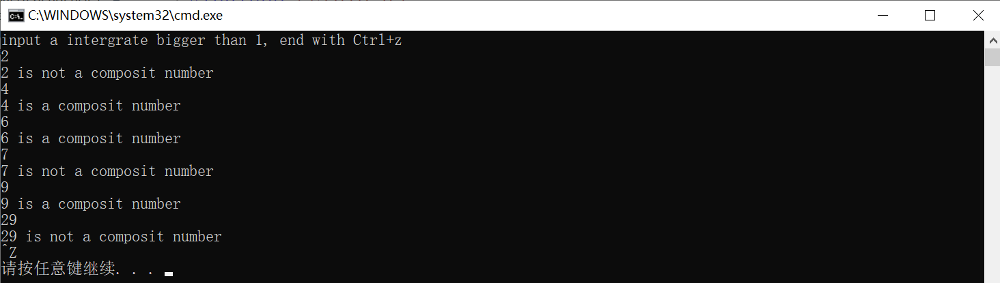 C:\WINDOWS\system32\cmd.exe
input a intergrate bigger than 1, end with Ctrl+z
2
2 is not a composit number
4
4 is a composit number
6
6 is a composit number
7
7 is not a composit number
9
9 is a composit number
29
29 is not a composit number
^Z
请按任意键继续. . .